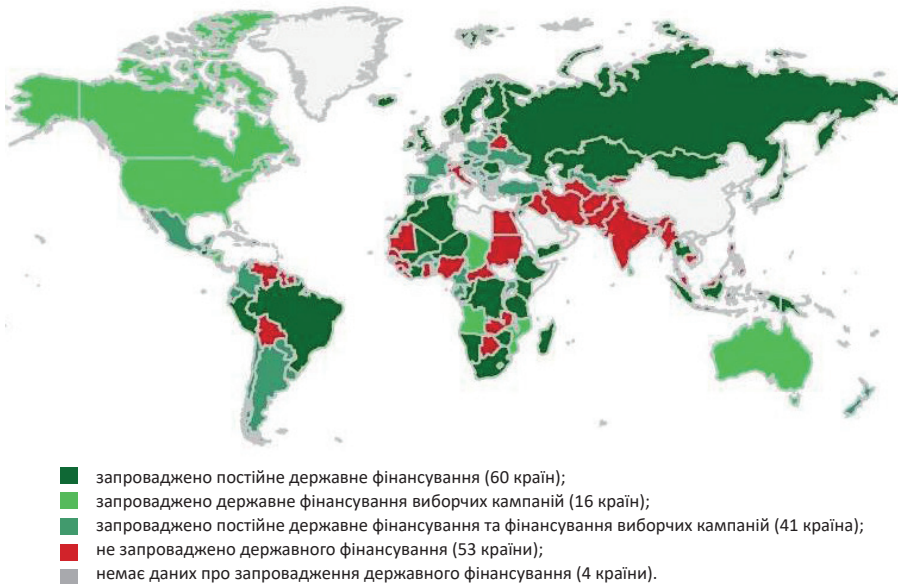 запроваджено постійне державне фінансування (60 країн);
запроваджено державне фінансування виборчих кампаній (16 країн);
запроваджено постійне державне фінансування та фінансування виборчих кампаній (41 країна);
не запроваджено державного фінансування (53 країни);
немає даних про запровадження державного фінансування (4 країни).